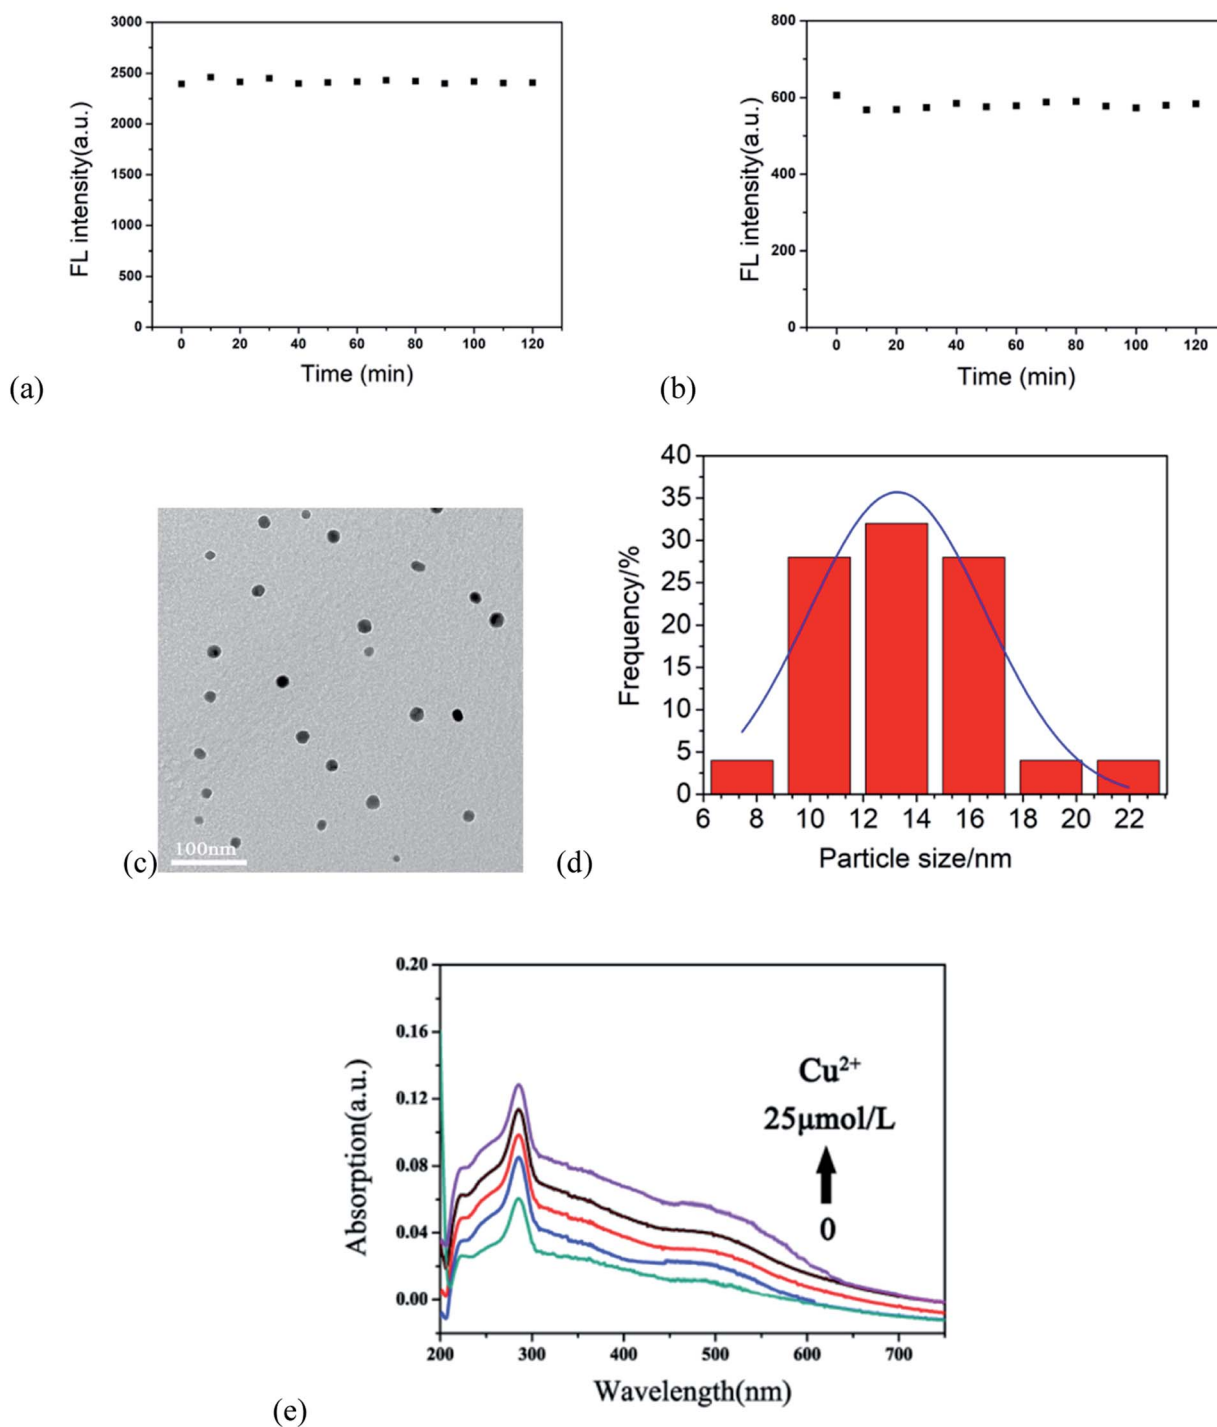 3000
2500
2000
1500
1000
500
0
FL intensity(a.u.)
0 20 40 60 80 100 120
Time (min)
(a)
800
600
400
200
0
FL intensity(a.u.)
0 20 40 60 80 100 120
Time (min)
(b)
100nm
(c)
40
35
30
25
20
15
10
5
0
Frequency/%
6 8 10 12 14 16 18 20 22
Particle size/nm
(d)
0.20
0.16
0.12
0.08
0.04
0.00
Absorption(a.u.)
Cu²⁺
25μmol/L
0
200 300 400 500 600 700
Wavelength(nm)
(e)